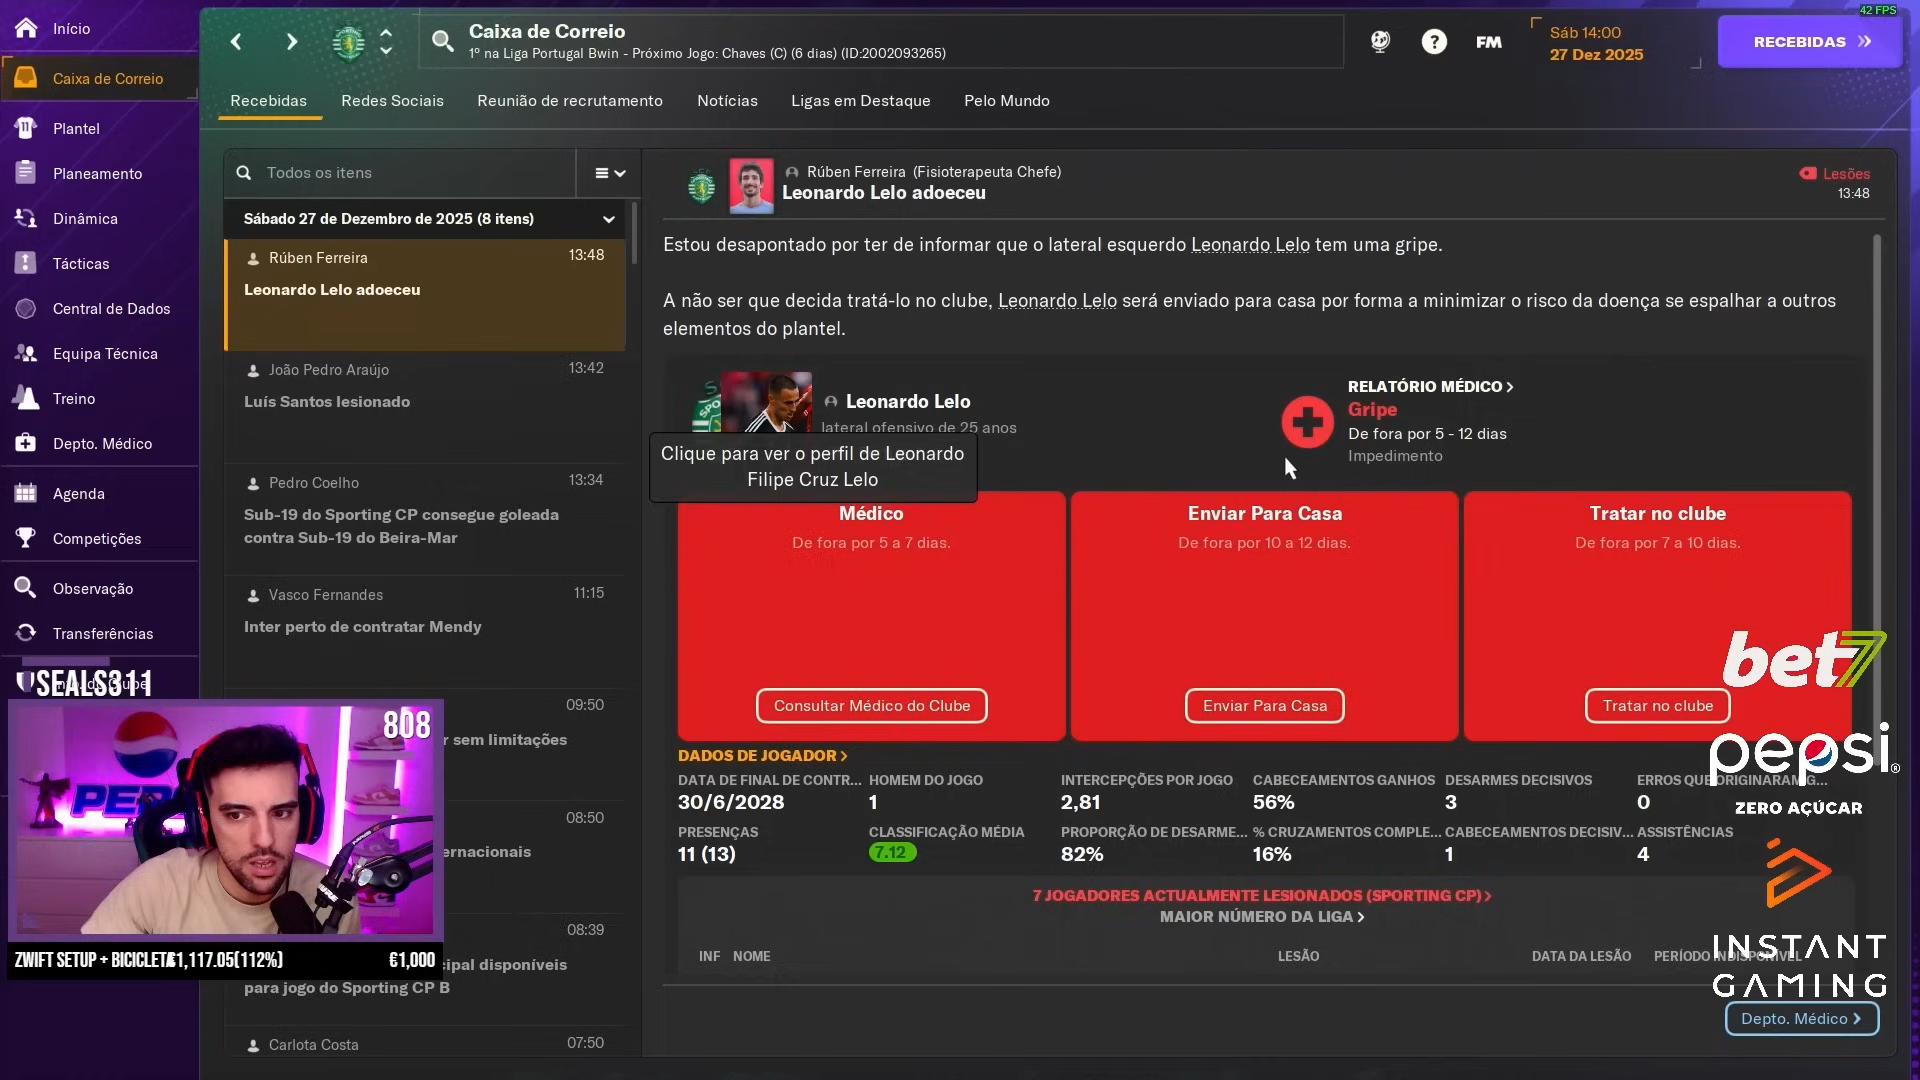 42 FPS
Início
Caixa de Correio
Plantel
Planeamento
Dinâmica
Tácticas
Central de Dados
Equipa Técnica
Treino
Depto. Médico
Agenda
Competições
Observação
Transferências
Caixa de Correio
1º na Liga Portugal Bwin - Próximo Jogo: Chaves (C) (6 dias) (ID:2002093265)
FM
Sáb 14:00
27 Dez 2025
RECEBIDAS
Recebidas
Redes Sociais
Reunião de recrutamento
Notícias
Ligas em Destaque
Pelo Mundo
Todos os itens
Sábado 27 de Dezembro de 2025 (8 itens)
Rúben Ferreira 13:48
Leonardo Lelo adoeceu
João Pedro Araújo 13:42
Luís Santos lesionado
Pedro Coelho 13:34
Sub-19 do Sporting CP consegue goleada
contra Sub-19 do Beira-Mar
Vasco Fernandes 11:15
Inter perto de contratar Mendy
09:50
r sem limitações
08:50
ernacionais
08:39
cipal disponíveis
para jogo do Sporting CP B
Carlota Costa 07:50
Rúben Ferreira (Fisioterapeuta Chefe)
Leonardo Lelo adoeceu
Lesões
13:48
Estou desapontado por ter de informar que o lateral esquerdo Leonardo Lelo tem uma gripe.
A não ser que decida tratá-lo no clube, Leonardo Lelo será enviado para casa por forma a minimizar o risco da doença se espalhar a outros
elementos do plantel.
Leonardo Lelo
lateral ofensivo de 25 anos
Clique para ver o perfil de Leonardo
Filipe Cruz Lelo
RELATÓRIO MÉDICO
Gripe
De fora por 5 - 12 dias
Impedimento
Médico
De fora por 5 a 7 dias.
Consultar Médico do Clube
Enviar Para Casa
De fora por 10 a 12 dias.
Enviar Para Casa
Tratar no clube
De fora por 7 a 10 dias.
Tratar no clube
DADOS DE JOGADOR
DATA DE FINAL DE CONTR... HOMEM DO JOGO INTERCEPÇÕES POR JOGO CABECEAMENTOS GANHOS DESARMES DECISIVOS ERROS QUE ORIGINARAM G...
30/6/2028 1 2,81 56% 3 0
PRESENÇAS CLASSIFICAÇÃO MÉDIA PROPORÇÃO DE DESARME... % CRUZAMENTOS COMPLE... CABECEAMENTOS DECISIV... ASSISTÊNCIAS
11 (13) 7.12 82% 16% 1 4
7 JOGADORES ACTUALMENTE LESIONADOS (SPORTING CP)
MAIOR NÚMERO DA LIGA
INF NOME LESÃO DATA DA LESÃO PERÍODO INDISPONÍVEL
Depto. Médico
SEALS311
808
ZWIFT SETUP + BICICLETA €1,117.05(112%) €1,000
bet7
pepsi
ZERO AÇÚCAR
INSTANT
GAMING